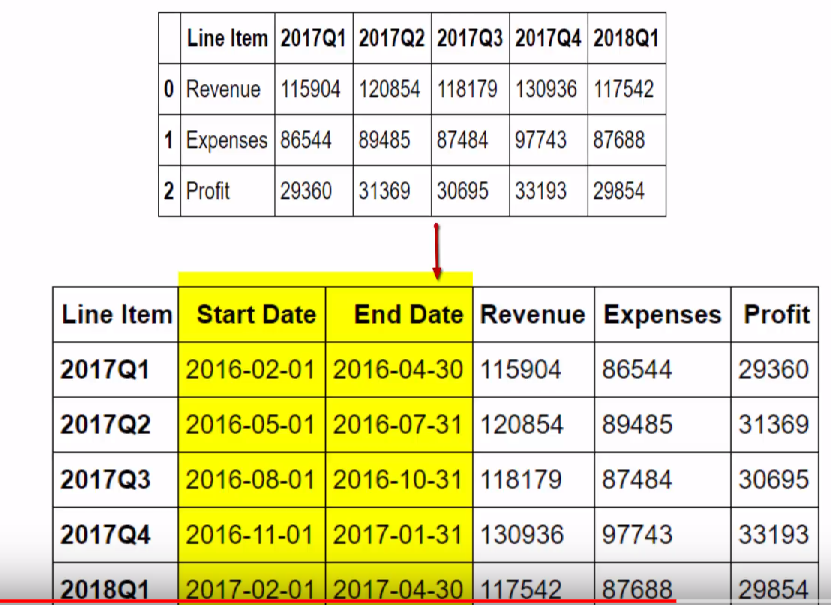 Line Item 2017Q1 2017Q2 2017Q3 2017Q4 2018Q1
0 Revenue 115904 120854 118179 130936 117542
1 Expenses 86544 89485 87484 97743 87688
2 Profit 29360 31369 30695 33193 29854
Line Item Start Date End Date Revenue Expenses Profit
2017Q1 2016-02-01 2016-04-30 115904 86544 29360
2017Q2 2016-05-01 2016-07-31 120854 89485 31369
2017Q3 2016-08-01 2016-10-31 118179 87484 30695
2017Q4 2016-11-01 2017-01-31 130936 97743 33193
2018Q1 2017-02-01 2017-04-30 117542 87688 29854